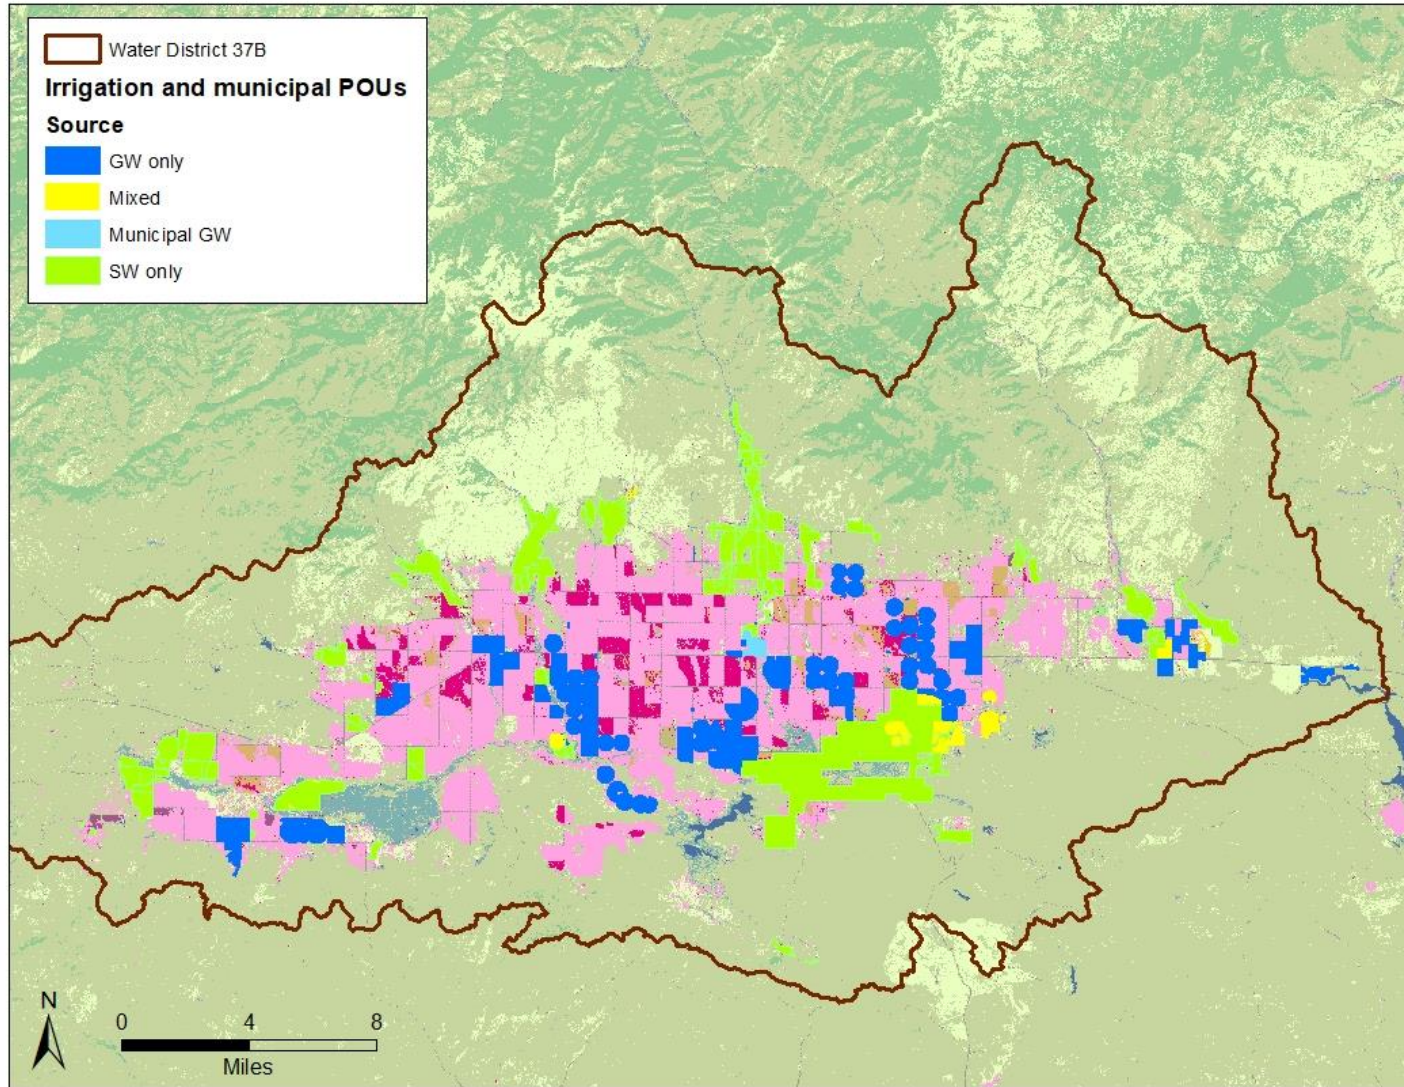 Water District 37B
Irrigation and municipal POUs
Source
GW only
Mixed
Municipal GW
SW only
N
0 4 8
Miles